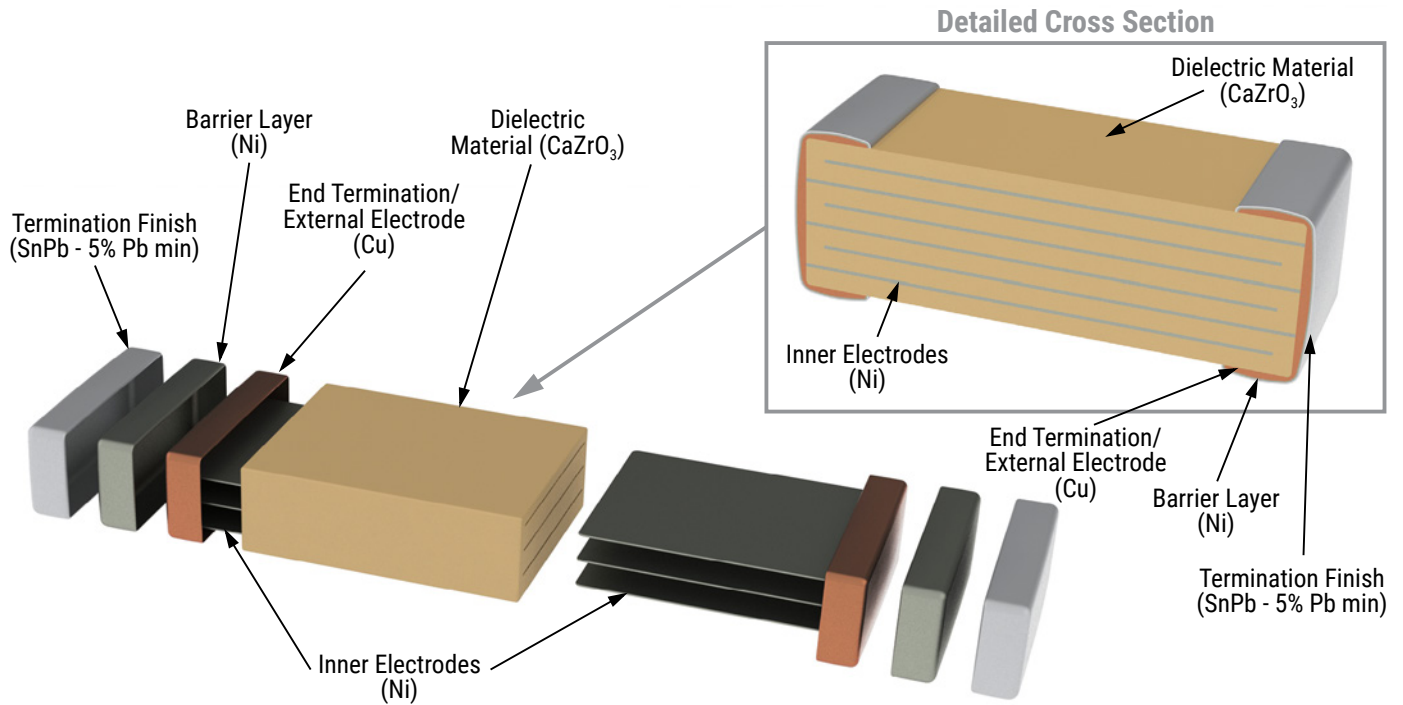 Detailed Cross Section
Dielectric Material
(CaZrO₃)
Barrier Layer
(Ni)
Dielectric
Material (CaZrO₃)
End Termination/
External Electrode
(Cu)
Termination Finish
(SnPb - 5% Pb min)
Inner Electrodes
(Ni)
End Termination/
External Electrode
(Cu)
Barrier Layer
(Ni)
Termination Finish
(SnPb - 5% Pb min)
Inner Electrodes
(Ni)